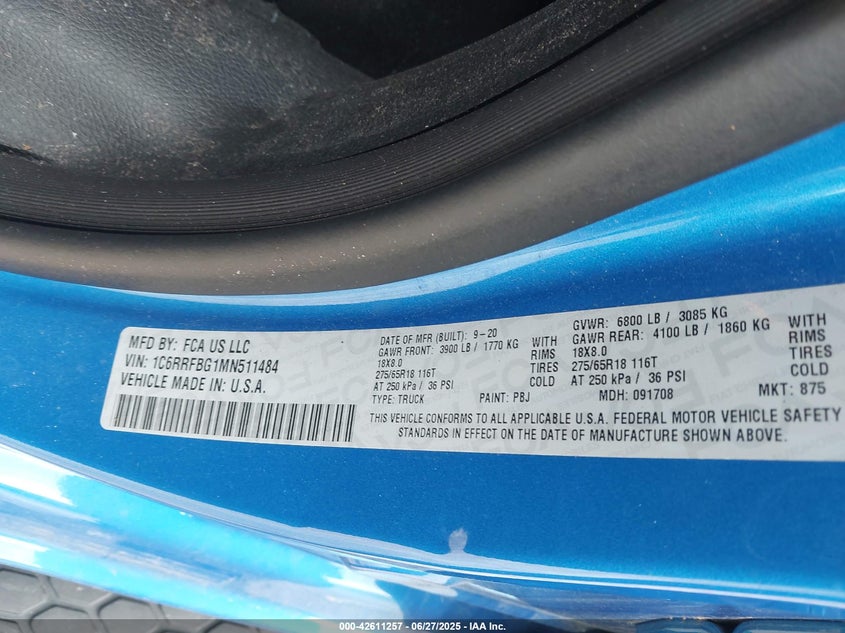 MFD BY: FCA US LLC
VIN: 1C6RRFBG1MN511484
VEHICLE MADE IN: U.S.A.
DATE OF MFR (BUILT): 9-20
GVWR: 6800 LB / 3085 KG
GAWR FRONT: 3900 LB / 1770 KG WITH
GAWR REAR: 4100 LB / 1860 KG WITH
18X8.0 RIMS
18X8.0 RIMS
275/65R18 116T TIRES
275/65R18 116T TIRES
AT 250 kPa / 36 PSI COLD
AT 250 kPa / 36 PSI COLD
TYPE: TRUCK PAINT: PBJ MDH: 091708 MKT: 875
THIS VEHICLE CONFORMS TO ALL APPLICABLE U.S.A. FEDERAL MOTOR VEHICLE SAFETY
STANDARDS IN EFFECT ON THE DATE OF MANUFACTURE SHOWN ABOVE.
000-42611257 - 06/27/2025 - IAA Inc.